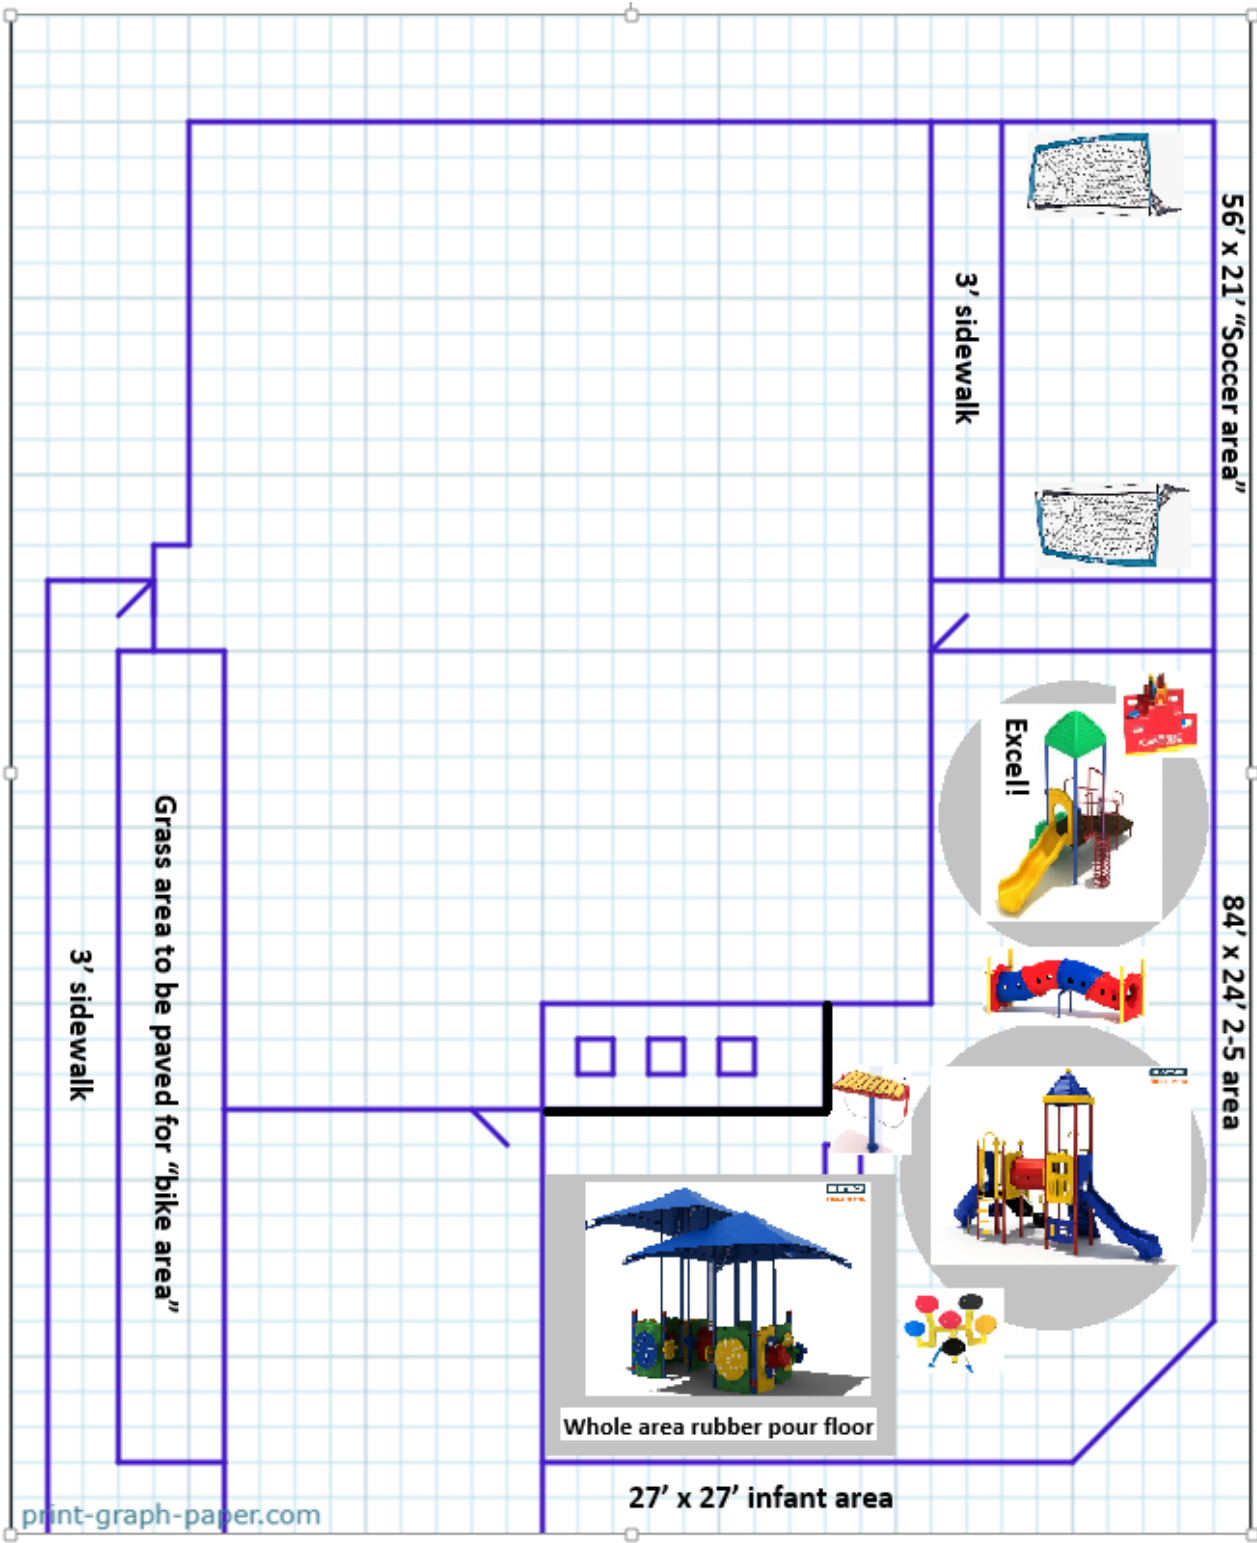 56’ x 21’ “Soccer area”
3’ sidewalk
Excel!
84’ x 24’ 2-5 area
Grass area to be paved for “bike area”
3’ sidewalk
Whole area rubber pour floor
27’ x 27’ infant area
print-graph-paper.com